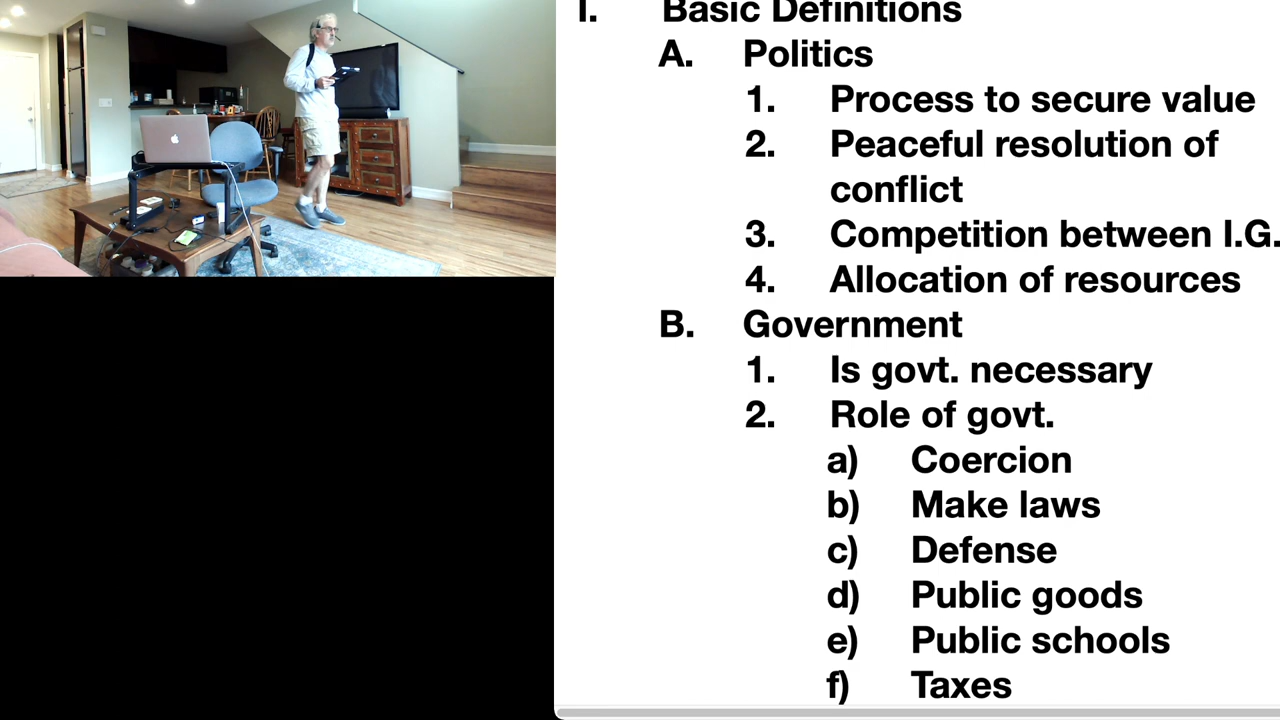 I. Basic Definitions
A. Politics
1. Process to secure value
2. Peaceful resolution of
conflict
3. Competition between I.G.
4. Allocation of resources
B. Government
1. Is govt. necessary
2. Role of govt.
a) Coercion
b) Make laws
c) Defense
d) Public goods
e) Public schools
f) Taxes